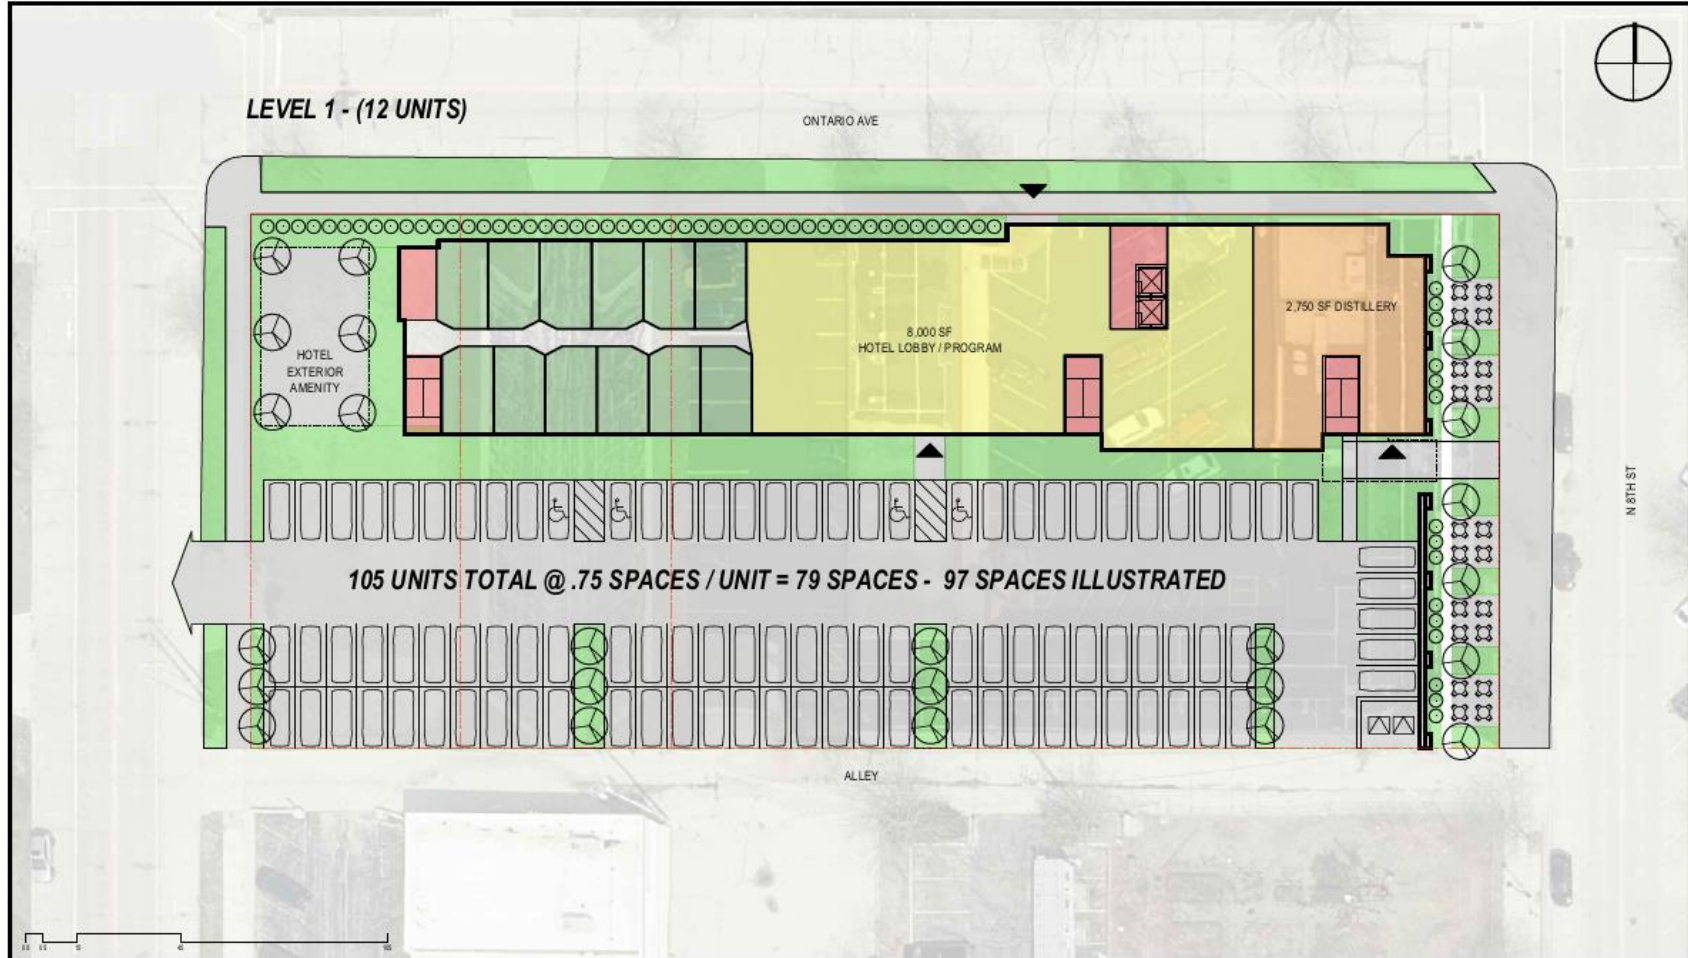 LEVEL 1 - (12 UNITS)
ONTARIO AVE
2,750 SF DISTILLERY
8,000 SF
HOTEL LOBBY / PROGRAM
HOTEL
EXTERIOR
AMENITY
N 8TH ST
105 UNITS TOTAL @ .75 SPACES / UNIT = 79 SPACES - 97 SPACES ILLUSTRATED
ALLEY